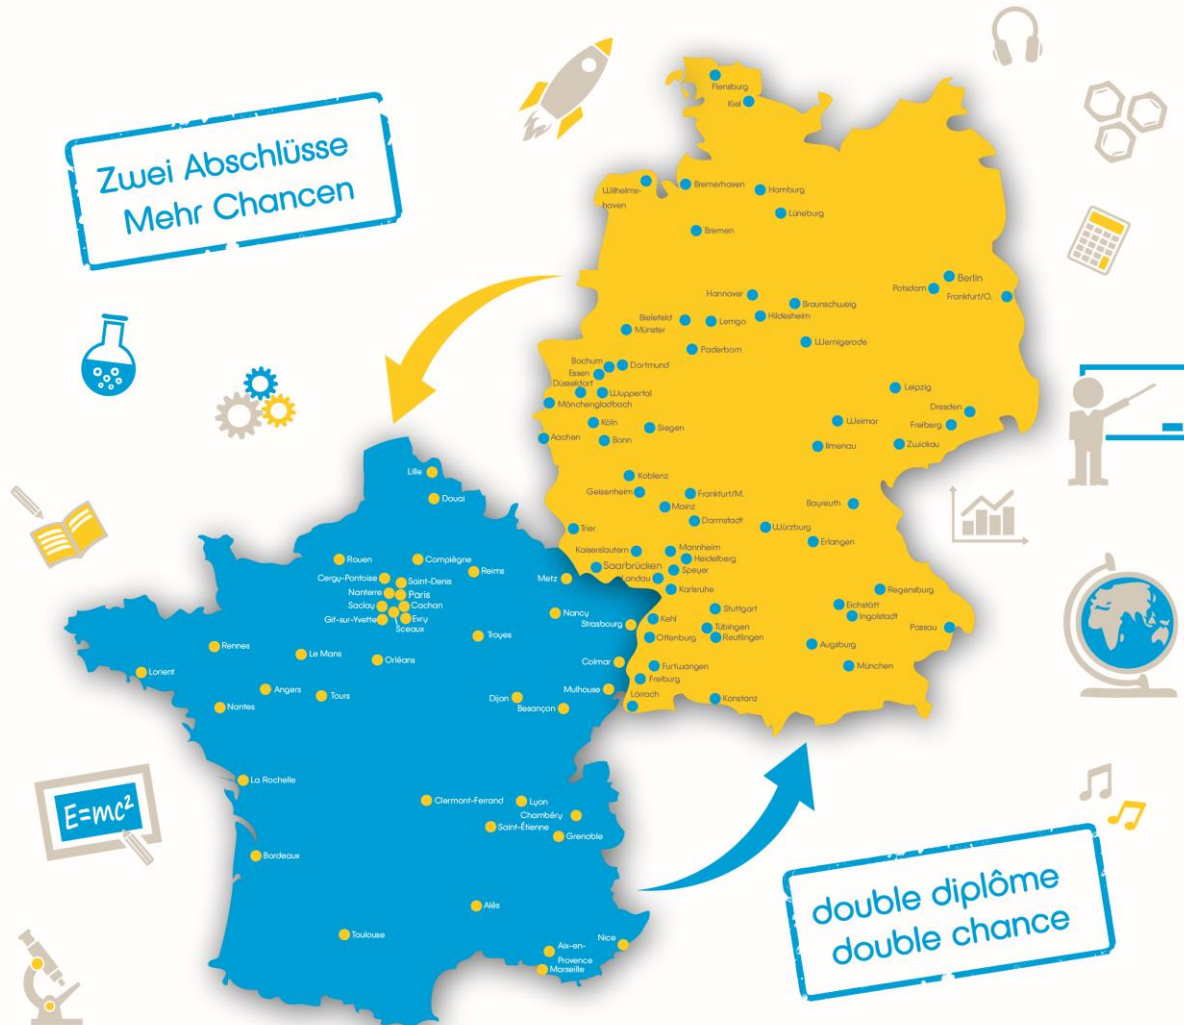 Zwei Abschlüsse
Mehr Chancen
Flensburg
Kiel
Wilhelms-
haven
Bremerhaven
Hamburg
Lüneburg
Bremen
Berlin
Potsdam
Frankfurt/O.
Hannover
Braunschweig
Bielefeld
Lemgo
Hildesheim
Münster
Paderborn
Wernigerode
Bochum
Dortmund
Essen
Düsseldorf
Wuppertal
Mönchengladbach
Leipzig
Dresden
Köln
Siegen
Weimar
Freiberg
Aachen
Bonn
Ilmenau
Zwickau
Koblenz
Geisenheim
Frankfurt/M.
Mainz
Bayreuth
Darmstadt
Trier
Würzburg
Erlangen
Kaiserslautern
Mannheim
Heidelberg
Saarbrücken
Speyer
Landau
Karlsruhe
Regensburg
Stuttgart
Eichstätt
Ingolstadt
Kehl
Tübingen
Passau
Offenburg
Reutlingen
Augsburg
Furtwangen
München
Freiburg
Lörrach
Konstanz
Lille
Douai
Rouen
Compiègne
Reims
Cergy-Pontoise
Saint-Denis
Metz
Nanterre
Paris
Saclay
Cachan
Nancy
Gif-sur-Yvette
Evry
Sceaux
Strasbourg
Troyes
Rennes
Le Mans
Orléans
Colmar
Lorient
Angers
Tours
Mulhouse
Nantes
Dijon
Besançon
La Rochelle
Clermont-Ferrand
Lyon
Chambéry
Saint-Étienne
Grenoble
E=mc²
Bordeaux
Alès
Toulouse
Nice
Aix-en-
Provence
Marseille
double diplôme
double chance